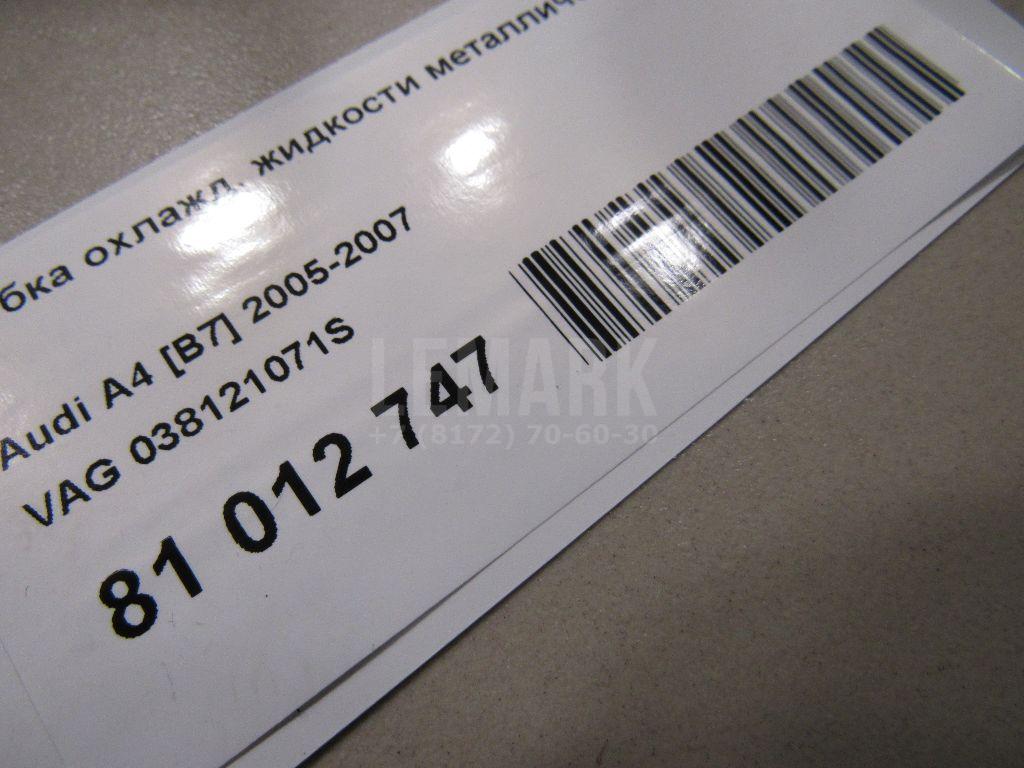 бка охлажд. жидкости металлич
Audi A4 [B7] 2005-2007
VAG 038121071S
81 012 747
LEMARK
+7 (8172) 70-60-30